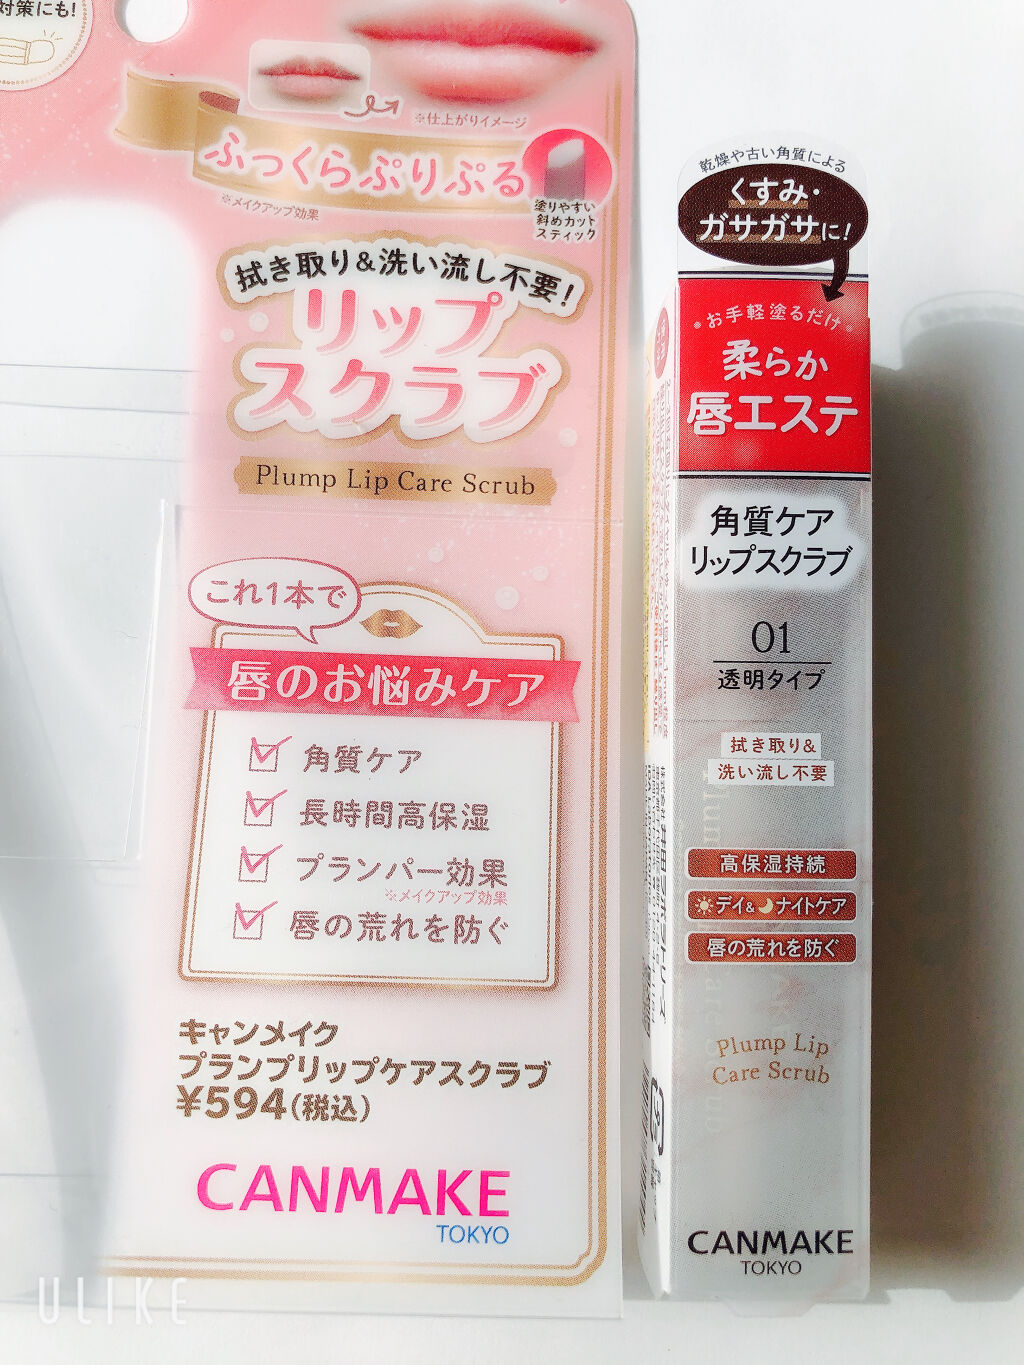 対策にも!
※仕上がりイメージ
ふっくらぷりぷる
※メイクアップ効果
塗りやすい
斜めカット
スティック
拭き取り&洗い流し不要!
リップ
スクラブ
Plump Lip Care Scrub
これ1本で
唇のお悩みケア
角質ケア
長時間高保湿
プランパー効果
※メイクアップ効果
唇の荒れを防ぐ
キャンメイク
プランプリップケアスクラブ
¥594(税込)
CANMAKE
TOKYO
乾燥や古い角質による
くすみ・
ガサガサに!
お手軽塗るだけ
柔らか
唇エステ
角質ケア
リップスクラブ
01
透明タイプ
拭き取り&
洗い流し不要
高保湿持続
デイ&ナイトケア
唇の荒れを防ぐ
Plump Lip
Care Scrub
CANMAKE
TOKYO
ULIKE